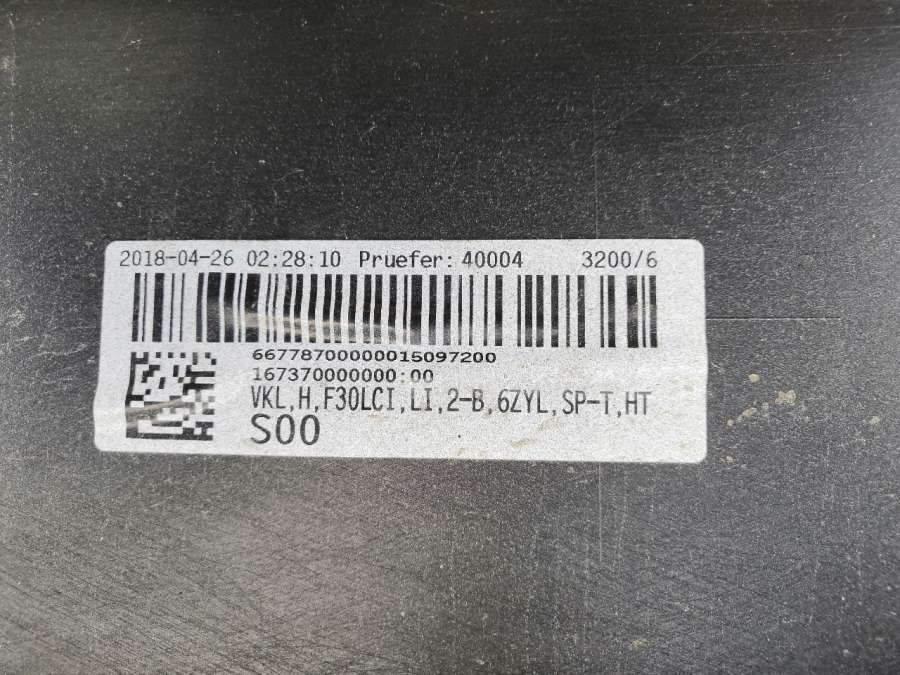 2018-04-26 02:28:10 Pruefer: 40004 3200/6
66778700000015097200
167370000000:00
VKL,H,F30LCI,LI,2-B,6ZYL,SP-T,HT
S00